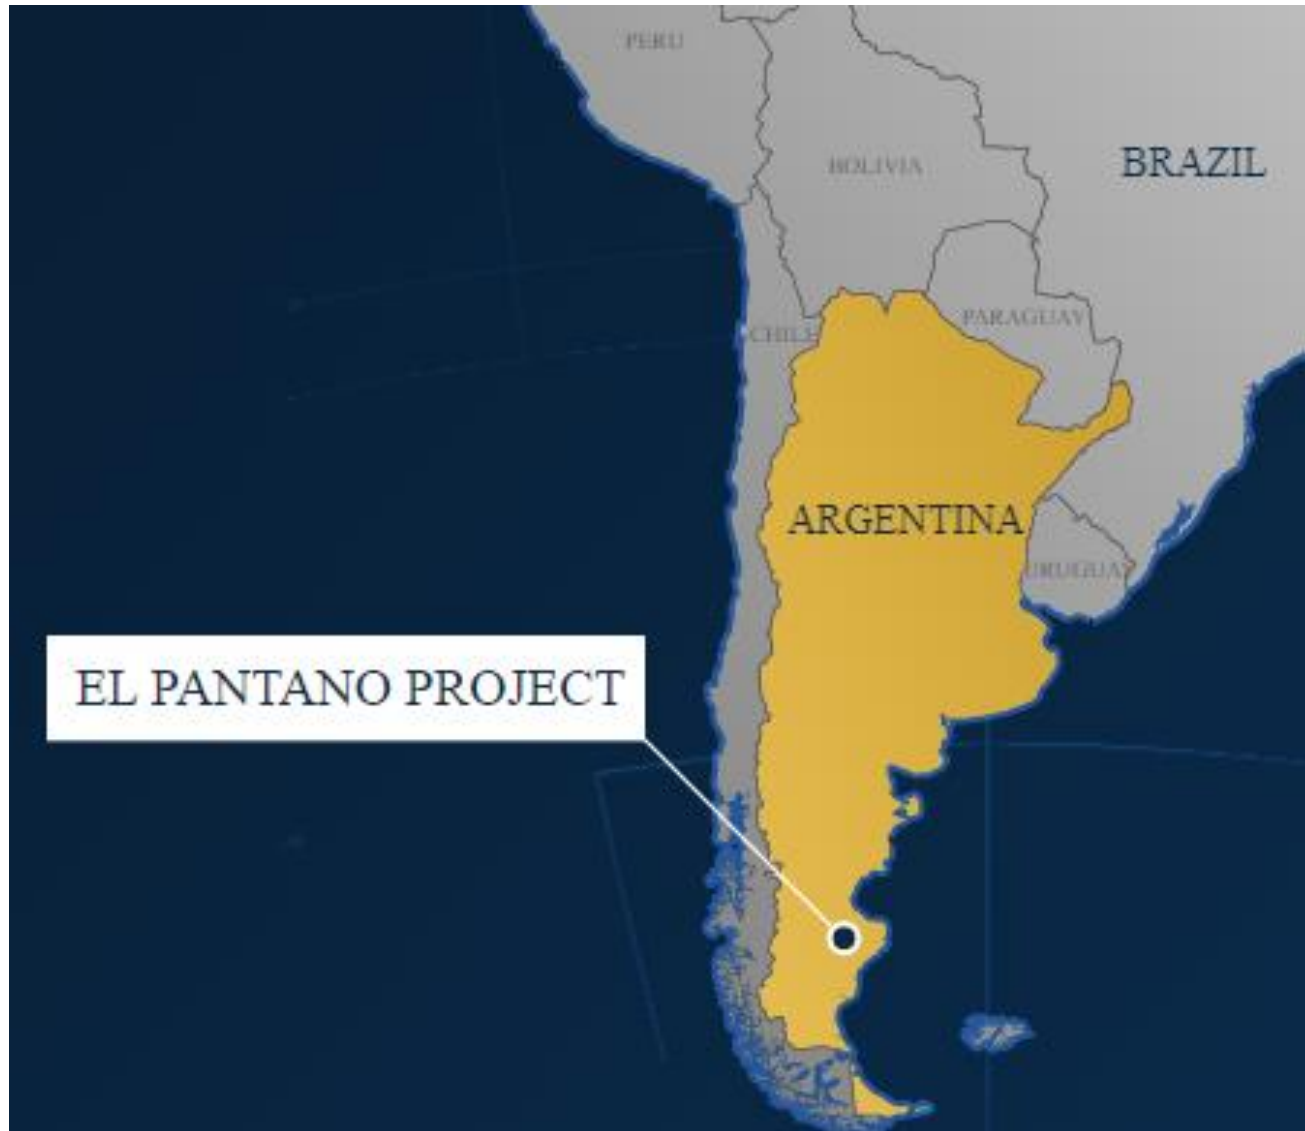 PERU
BOLIVIA
BRAZIL
CHILE
PARAGUAY
ARGENTINA
URUGUAY
EL PANTANO PROJECT